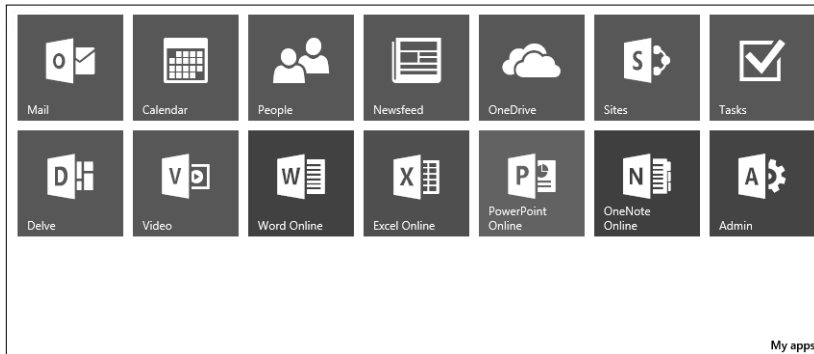 Mail
Calendar
People
Newsfeed
OneDrive
S
Sites
Tasks
O
D
Delve
V
Video
W
Word Online
X
Excel Online
P
PowerPoint
Online
N
OneNote
Online
A
Admin
My apps